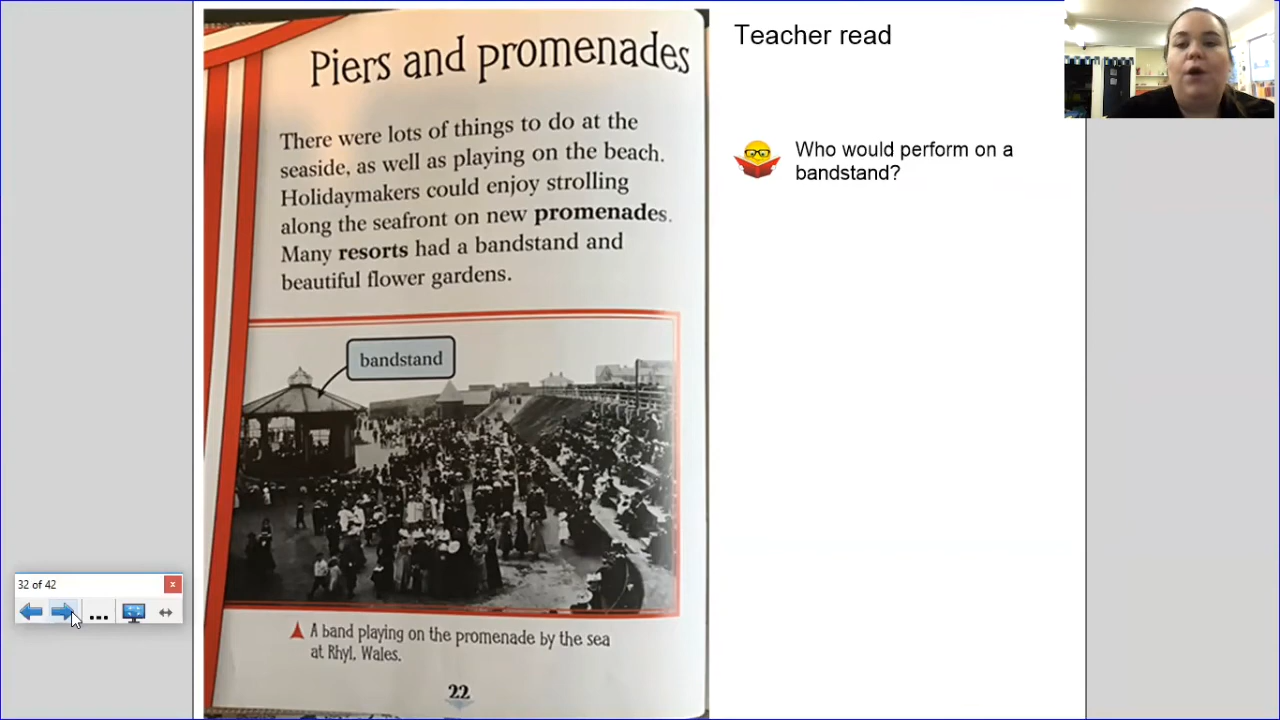 Piers and promenades
There were lots of things to do at the
seaside, as well as playing on the beach.
Holidaymakers could enjoy strolling
along the seafront on new promenades.
Many resorts had a bandstand and
beautiful flower gardens.
bandstand
A band playing on the promenade by the sea
at Rhyl, Wales.
22
Teacher read
Who would perform on a
bandstand?
32 of 42